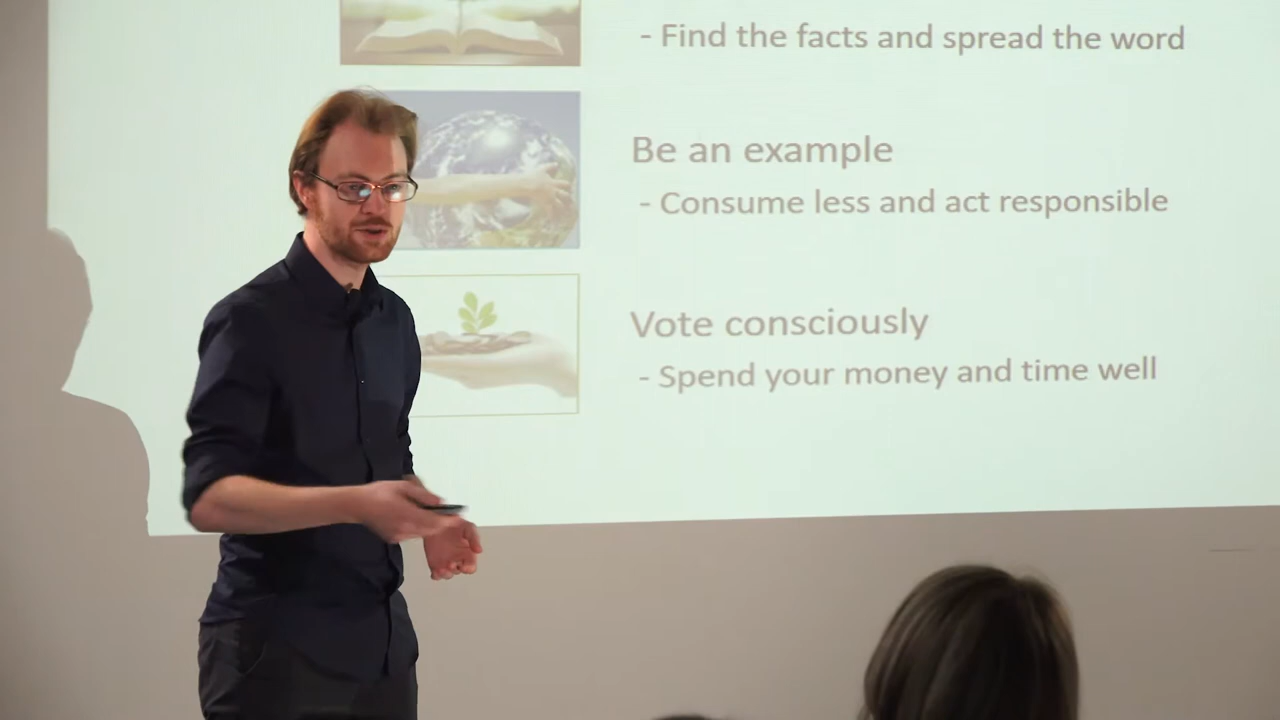 - Find the facts and spread the word
Be an example
- Consume less and act responsible
Vote consciously
- Spend your money and time well